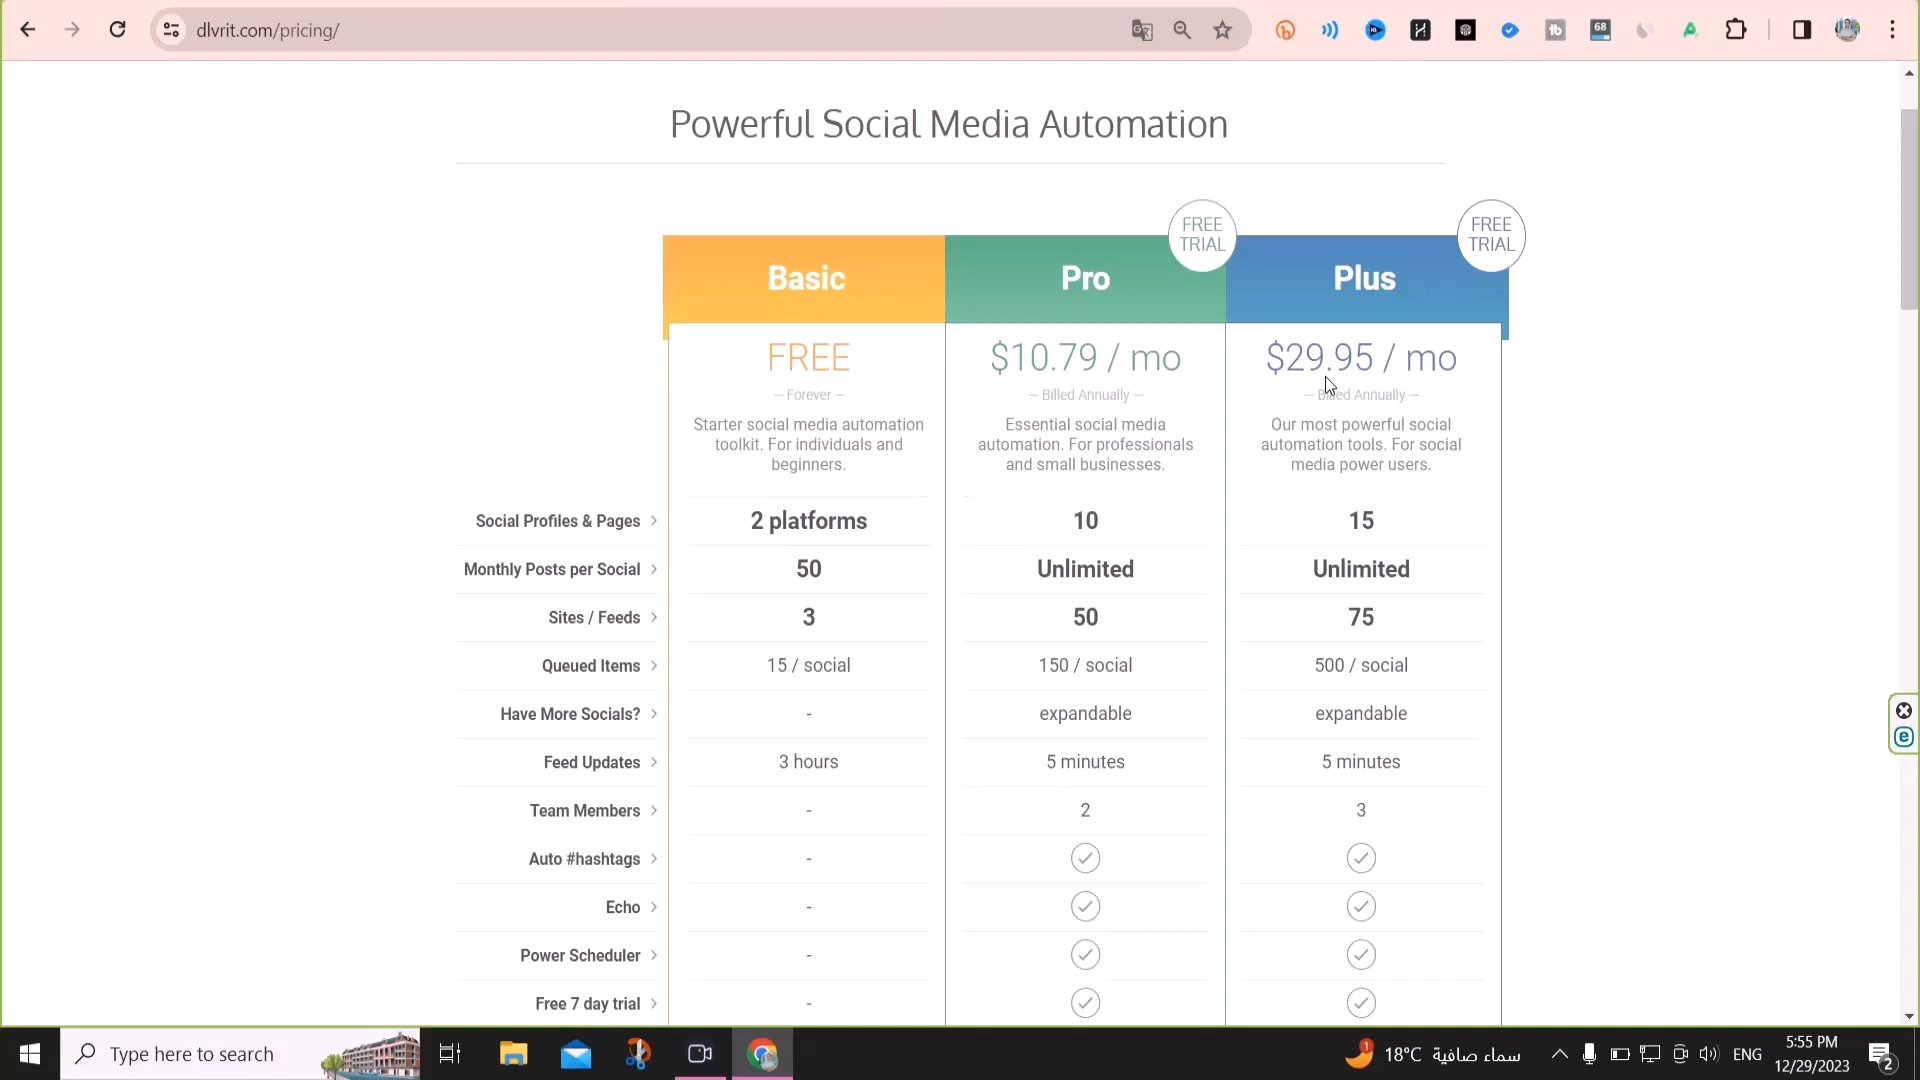 dlvrit.com/pricing/
68
Powerful Social Media Automation
FREE TRIAL
FREE TRIAL
Basic Pro Plus
FREE $10.79 / mo $29.95 / mo
— Forever — — Billed Annually — — Billed Annually —
Starter social media automation toolkit. For individuals and beginners.
Essential social media automation. For professionals and small businesses.
Our most powerful social automation tools. For social media power users.
Social Profiles & Pages 2 platforms 10 15
Monthly Posts per Social 50 Unlimited Unlimited
Sites / Feeds 3 50 75
Queued Items 15 / social 150 / social 500 / social
Have More Socials? - expandable expandable
Feed Updates 3 hours 5 minutes 5 minutes
Team Members - 2 3
Auto #hashtags -
Echo -
Power Scheduler -
Free 7 day trial -
Type here to search
1
18°C سماء صافية
ENG
5:55 PM
12/29/2023
2